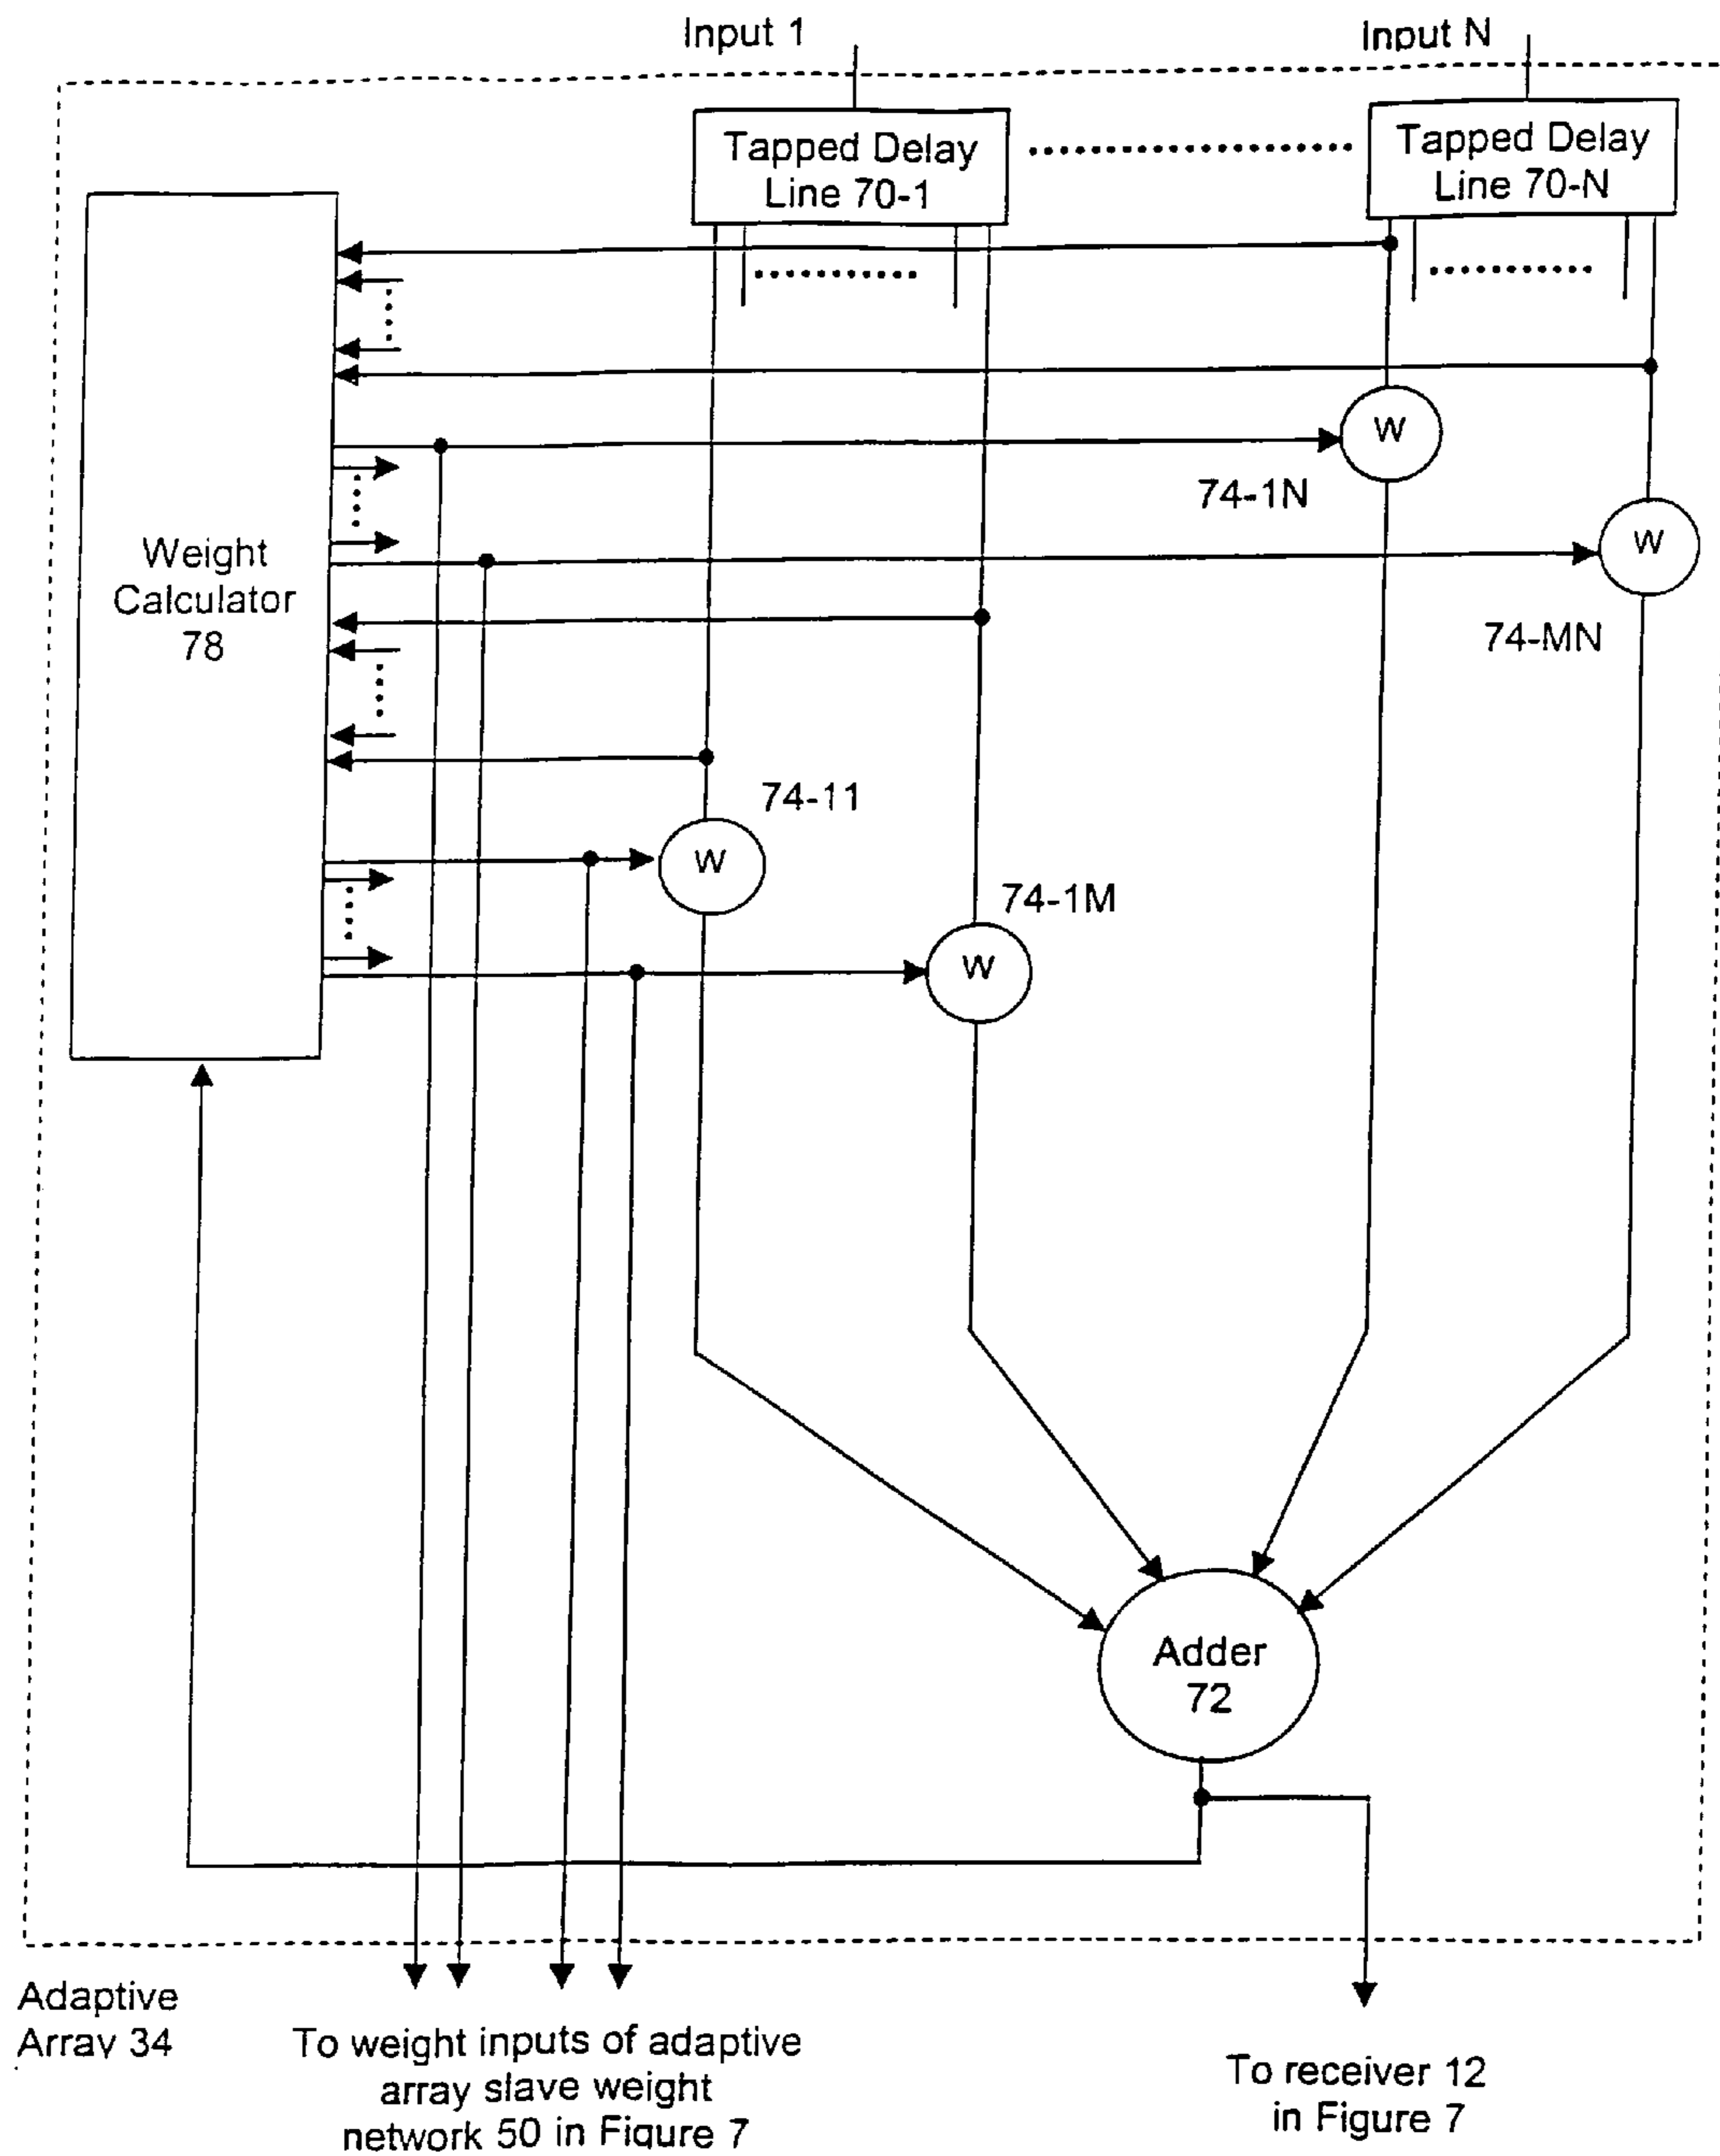 Input 1
Input N
Tapped Delay
Line 70-1
Tapped Delay
Line 70-N
W
74-1N
W
74-MN
Weight
Calculator
78
74-11
W
74-1M
W
Adder
72
Adaptive
Array 34
To weight inputs of adaptive
array slave weight
network 50 in Figure 7
To receiver 12
in Figure 7